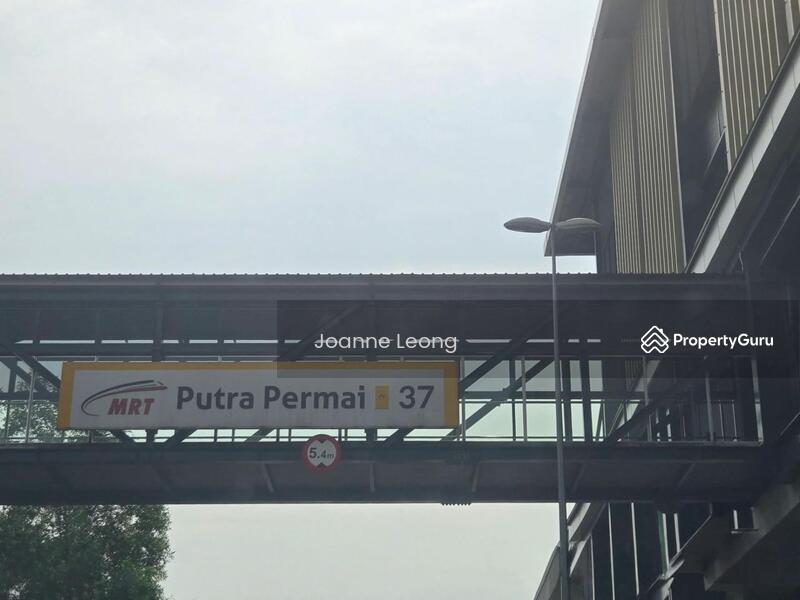 Joanne Leong
PropertyGuru
MRT Putra Permai 37
5.4m